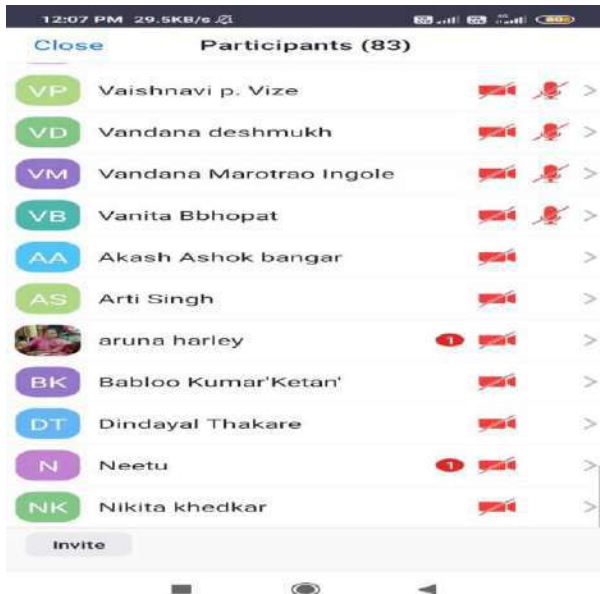 12:07 PM 29.5KB/s
Close Participants (83)
VP Vaishnavi p. Vize
VD Vandana deshmukh
VM Vandana Marotrao Ingole
VB Vanita Bbhopat
AA Akash Ashok bangar
AS Arti Singh
aruna harley 1
BK Babloo Kumar'Ketan'
DT Dindayal Thakare
N Neetu 1
NK Nikita khedkar
Invite